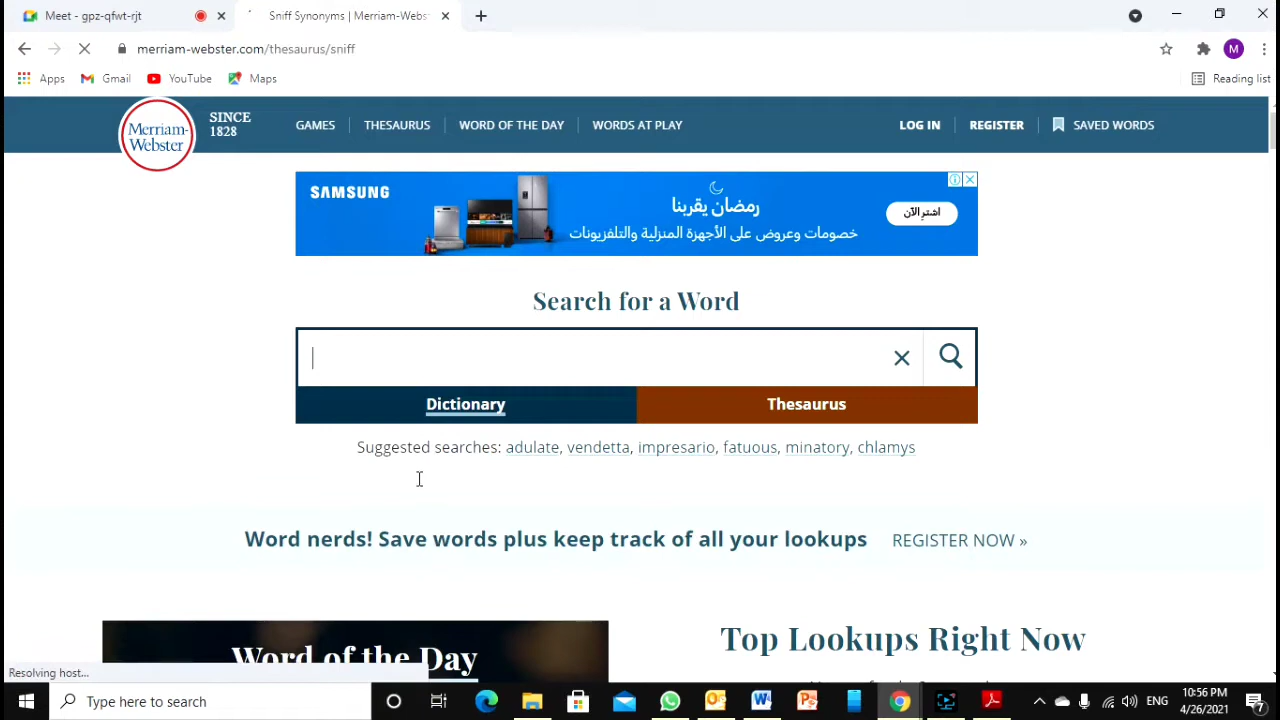 Meet - gpz-qfwt-rjt
Sniff Synonyms | Merriam-Webs
merriam-webster.com/thesaurus/sniff
M
Apps
Gmail
YouTube
Maps
Reading list
Merriam-
Webster
SINCE
1828
GAMES
THESAURUS
WORD OF THE DAY
WORDS AT PLAY
LOG IN
REGISTER
SAVED WORDS
SAMSUNG
رمضان يقربنا
خصومات وعروض على الأجهزة المنزلية والتلفزيونات
اشترِ الآن
Search for a Word
Dictionary
Thesaurus
Suggested searches: adulate, vendetta, impresario, fatuous, minatory, chlamys
Word nerds! Save words plus keep track of all your lookups
REGISTER NOW »
Word of the Day
Top Lookups Right Now
Resolving host...
Type here to search
ENG
10:56 PM
4/26/2021
7